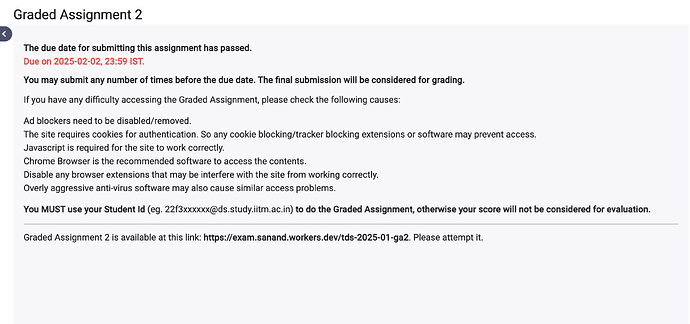 Graded Assignment 2
The due date for submitting this assignment has passed.
Due on 2025-02-02, 23:59 IST.
You may submit any number of times before the due date. The final submission will be considered for grading.
If you have any difficulty accessing the Graded Assignment, please check the following causes:
Ad blockers need to be disabled/removed.
The site requires cookies for authentication. So any cookie blocking/tracker blocking extensions or software may prevent access.
Javascript is required for the site to work correctly.
Chrome Browser is the recommended software to access the contents.
Disable any browser extensions that may be interfere with the site from working correctly.
Overly aggressive anti-virus software may also cause similar access problems.
You MUST use your Student Id (eg. 22f3xxxxxx@ds.study.iitm.ac.in) to do the Graded Assignment, otherwise your score will not be considered for evaluation.
Graded Assignment 2 is available at this link: https://exam.sanand.workers.dev/tds-2025-01-ga2. Please attempt it.